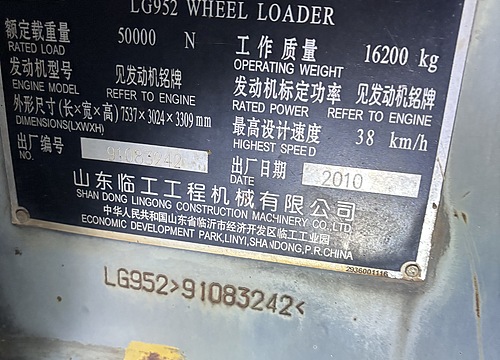 LG952 WHEEL LOADER
额定载重量 50000 N
RATED LOAD
工作质量 16200 kg
OPERATING WEIGHT
发动机型号 见发动机铭牌
ENGINE MODEL REFER TO ENGINE
发动机标定功率 见发动机铭牌
RATED POWER REFER TO ENGINE
外形尺寸(长×宽×高) 7537×3024×3309 mm
DIMENSIONS(LXWXH)
最高设计速度 38 km/h
HIGHEST SPEED
出厂编号 91083242
NO.
出厂日期 2010
DATE
山东临工工程机械有限公司
SHAN DONG LINGONG CONSTRUCTION MACHINERY CO.,LTD.
中华人民共和国山东省临沂市经济开发区临工工业园
ECONOMIC DEVELOPMENT PARK,LINYI,SHANDONG,P.R.CHINA
2936001116
LG952>91083242<